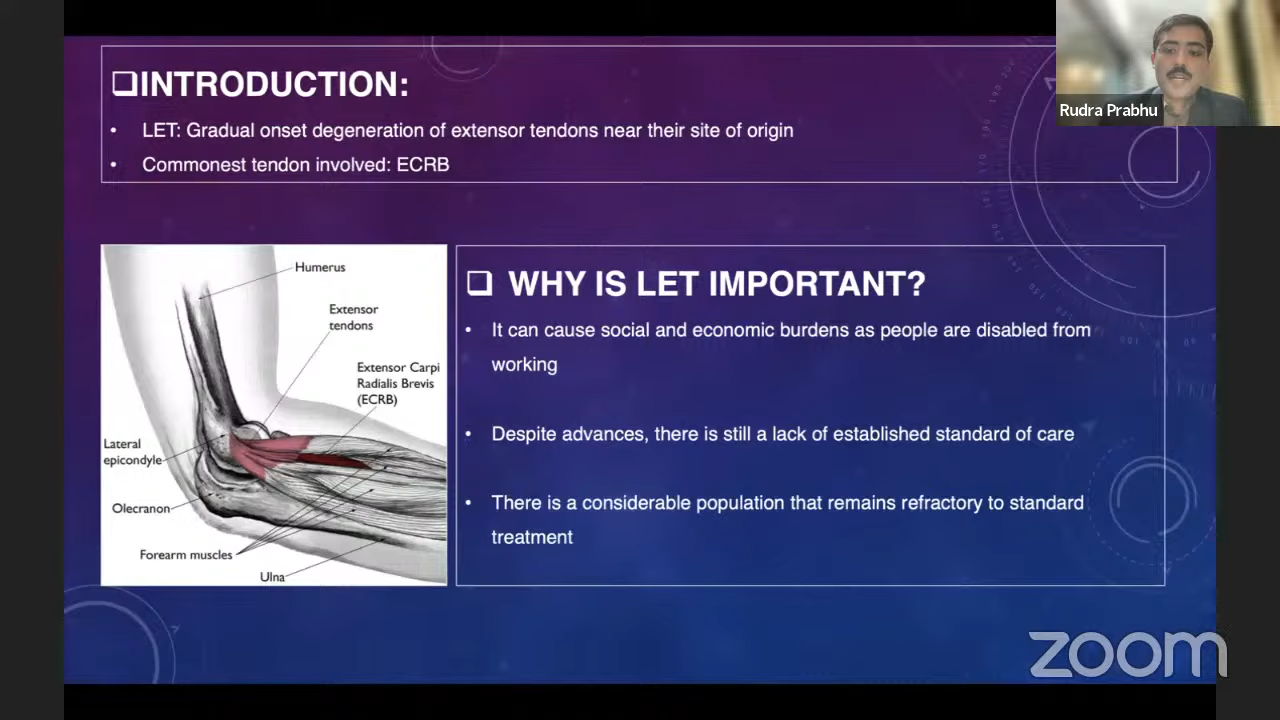 ❑INTRODUCTION:
• LET: Gradual onset degeneration of extensor tendons near their site of origin
• Commonest tendon involved: ECRB
Rudra Prabhu
Humerus
Extensor
tendons
Extensor Carpi
Radialis Brevis
(ECRB)
Lateral
epicondyle
Olecranon
Forearm muscles
Ulna
❑ WHY IS LET IMPORTANT?
• It can cause social and economic burdens as people are disabled from
working
• Despite advances, there is still a lack of established standard of care
• There is a considerable population that remains refractory to standard
treatment
zoom